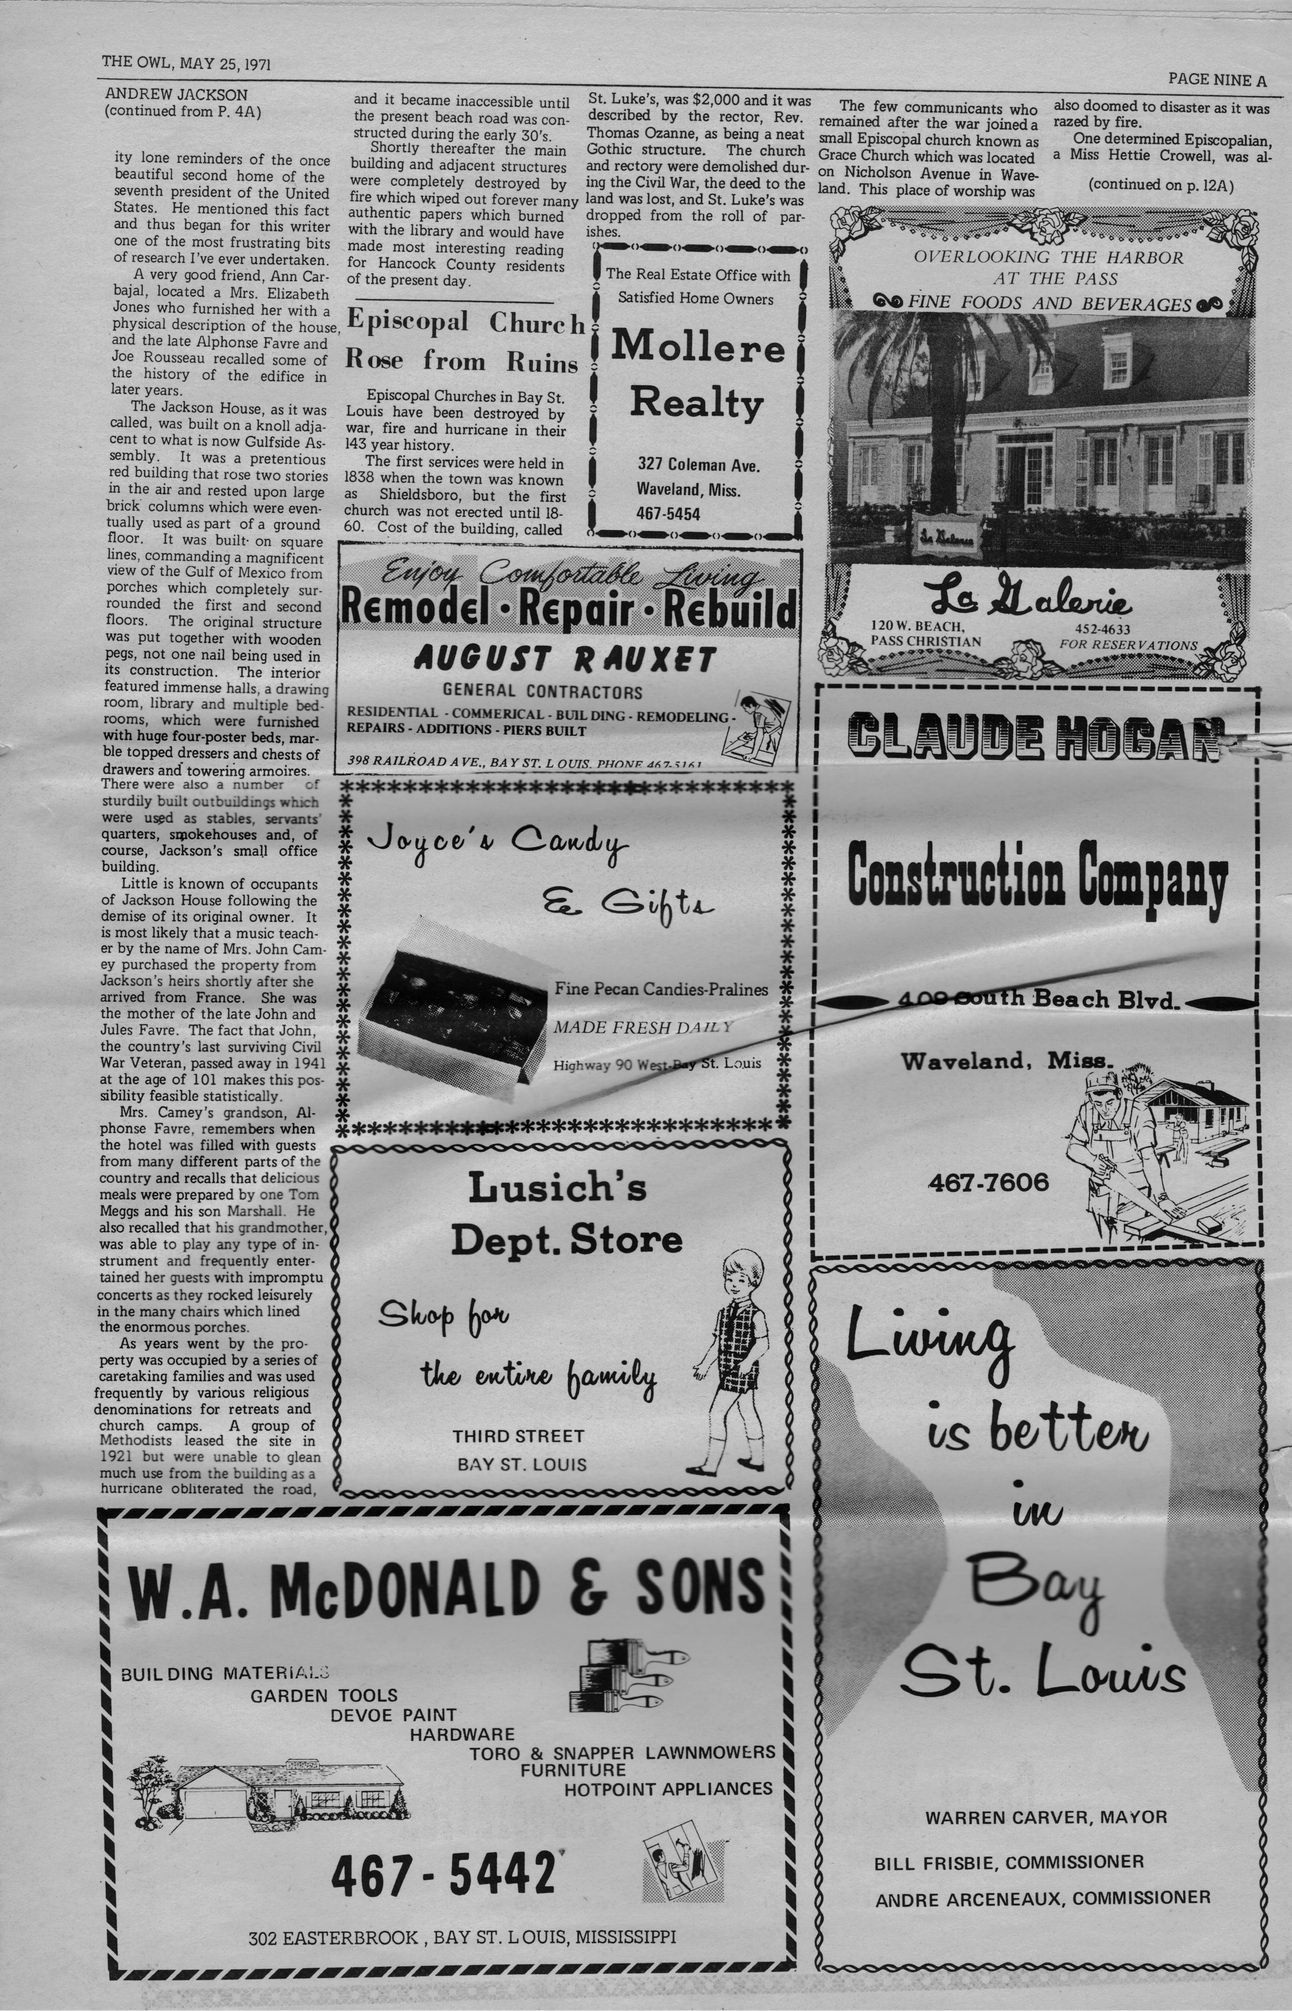 THE OWL, MAY 25, 1971
PAGE NINE A
ANDREW JACKSON
(continued from P. 4A)
ity lone reminders of the once
beautiful second home of the
seventh president of the United
States. He mentioned this fact
and thus began for this writer
one of the most frustrating bits
of research I've ever undertaken.
A very good friend, Ann Car-
bajal, located a Mrs. Elizabeth
Jones who furnished her with a
physical description of the house,
and the late Alphonse Favre and
Joe Rousseau recalled some of
the history of the edifice in
later years.
The Jackson House, as it was
called, was built on a knoll adja-
cent to what is now Gulfside As-
sembly. It was a pretentious
red building that rose two stories
in the air and rested upon large
brick columns which were even-
tually used as part of a ground
floor. It was built on square
lines, commanding a magnificent
view of the Gulf of Mexico from
porches which completely sur-
rounded the first and second
floors. The original structure
was put together with wooden
pegs, not one nail being used in
its construction. The interior
featured immense halls, a drawing
room, library and multiple bed-
rooms, which were furnished
with huge four-poster beds, mar-
ble topped dressers and chests of
drawers and towering armoires.
There were also a number of
sturdily built outbuildings which
were used as stables, servants'
quarters, smokehouses and, of
course, Jackson's small office
building.
Little is known of occupants
of Jackson House following the
demise of its original owner. It
is most likely that a music teach-
er by the name of Mrs. John Cam-
ey purchased the property from
Jackson's heirs shortly after she
arrived from France. She was
the mother of the late John and
Jules Favre. The fact that John,
the country's last surviving Civil
War Veteran, passed away in 1941
at the age of 101 makes this pos-
sibility feasible statistically.
Mrs. Camey's grandson, Al-
phonse Favre, remembers when
the hotel was filled with guests
from many different parts of the
country and recalls that delicious
meals were prepared by one Tom
Meggs and his son Marshall. He
also recalled that his grandmother,
was able to play any type of in-
strument and frequently enter-
tained her guests with impromptu
concerts as they rocked leisurely
in the many chairs which lined
the enormous porches.
As years went by the pro-
perty was occupied by a series of
caretaking families and was used
frequently by various religious
denominations for retreats and
church camps. A group of
Methodists leased the site in
1921 but were unable to glean
much use from the building as a
hurricane obliterated the road,
and it became inaccessible until
the present beach road was con-
structed during the early 30's.
Shortly thereafter the main
building and adjacent structures
were completely destroyed by
fire which wiped out forever many
authentic papers which burned
with the library and would have
made most interesting reading
for Hancock County residents
of the present day.
Episcopal Church
Rose from Ruins
Episcopal Churches in Bay St.
Louis have been destroyed by
war, fire and hurricane in their
143 year history.
The first services were held in
1838 when the town was known
as Shieldsboro, but the first
church was not erected until 18-
60. Cost of the building, called
St. Luke's, was $2,000 and it was
described by the rector, Rev.
Thomas Ozanne, as being a neat
Gothic structure. The church
and rectory were demolished dur-
ing the Civil War, the deed to the
land was lost, and St. Luke's was
dropped from the roll of par-
ishes.
The few communicants who
remained after the war joined a
small Episcopal church known as
Grace Church which was located
on Nicholson Avenue in Wave-
land. This place of worship was
also doomed to disaster as it was
razed by fire.
One determined Episcopalian,
a Miss Hettie Crowell, was al-
(continued on p. 12A)
The Real Estate Office with
Satisfied Home Owners
Mollere
Realty
327 Coleman Ave.
Waveland, Miss.
467-5454
OVERLOOKING THE HARBOR
AT THE PASS
FINE FOODS AND BEVERAGES
La Galerie
La Galerie
120 W. BEACH,
PASS CHRISTIAN
452-4633
FOR RESERVATIONS
Enjoy Comfortable Living
Remodel · Repair · Rebuild
AUGUST RAUXET
GENERAL CONTRACTORS
RESIDENTIAL - COMMERICAL - BUILDING - REMODELING -
REPAIRS - ADDITIONS - PIERS BUILT
398 RAILROAD AVE., BAY ST. LOUIS. PHONE 467-5161
Joyce's Candy
& Gifts
Fine Pecan Candies-Pralines
MADE FRESH DAILY
Highway 90 West-Bay St. Louis
CLAUDE HOGAN
Construction Company
409 South Beach Blvd.
Waveland, Miss.
467-7606
Lusich's
Dept. Store
Shop for
the entire family
THIRD STREET
BAY ST. LOUIS
Living
is better
in
Bay
St. Louis
WARREN CARVER, MAYOR
BILL FRISBIE, COMMISSIONER
ANDRE ARCENEAUX, COMMISSIONER
W.A. McDONALD & SONS
BUILDING MATERIALS
GARDEN TOOLS
DEVOE PAINT
HARDWARE
TORO & SNAPPER LAWNMOWERS
FURNITURE
HOTPOINT APPLIANCES
467-5442
302 EASTERBROOK, BAY ST. LOUIS, MISSISSIPPI